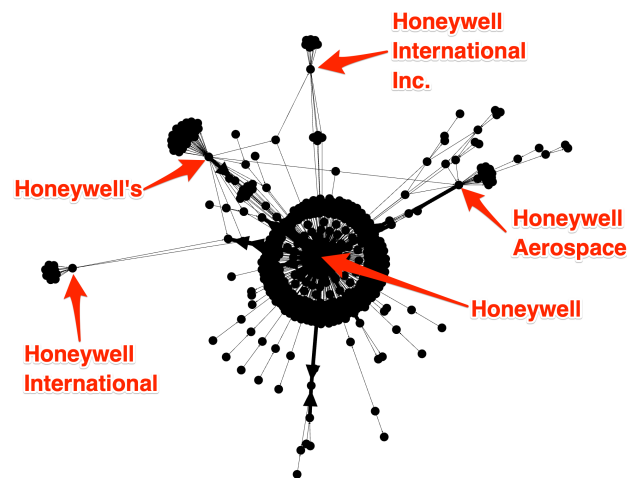 Honeywell
International
Inc.
Honeywell's
Honeywell
Aerospace
Honeywell
Honeywell
International